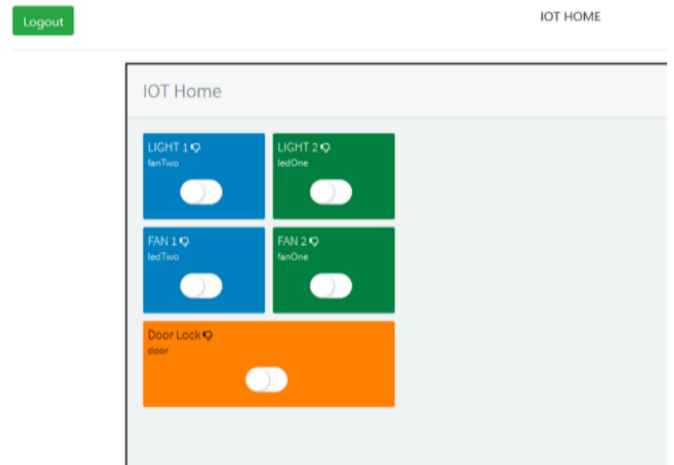 Logout
IOT HOME
IOT Home
LIGHT 1
fanTwo
LIGHT 2
ledOne
FAN 1
ledTwo
FAN 2
fanOne
Door Lock
door